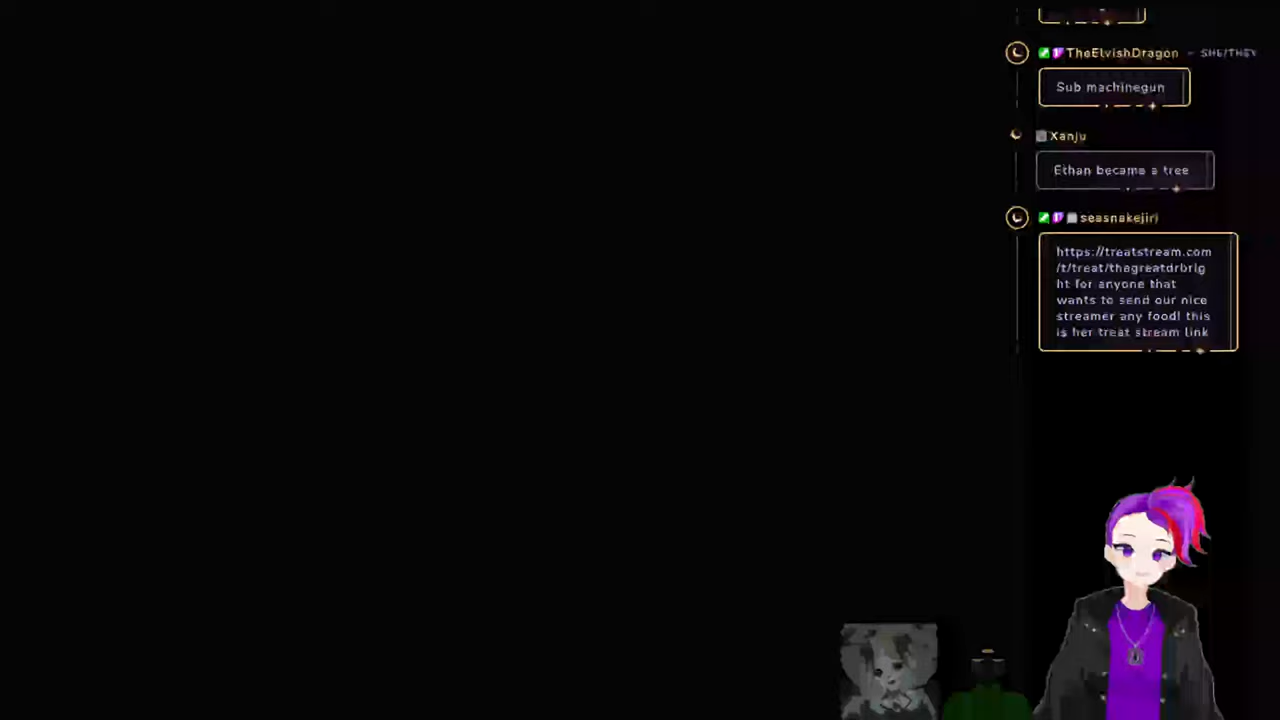 TheElvishDragon - SHE/THEY
Sub machinegun
Xanju
Ethan became a tree
seasnakejiri
https://treatstream.com
/t/treat/thegreatdrbrig
ht for anyone that
wants to send our nice
streamer any food! this
is her treat stream link